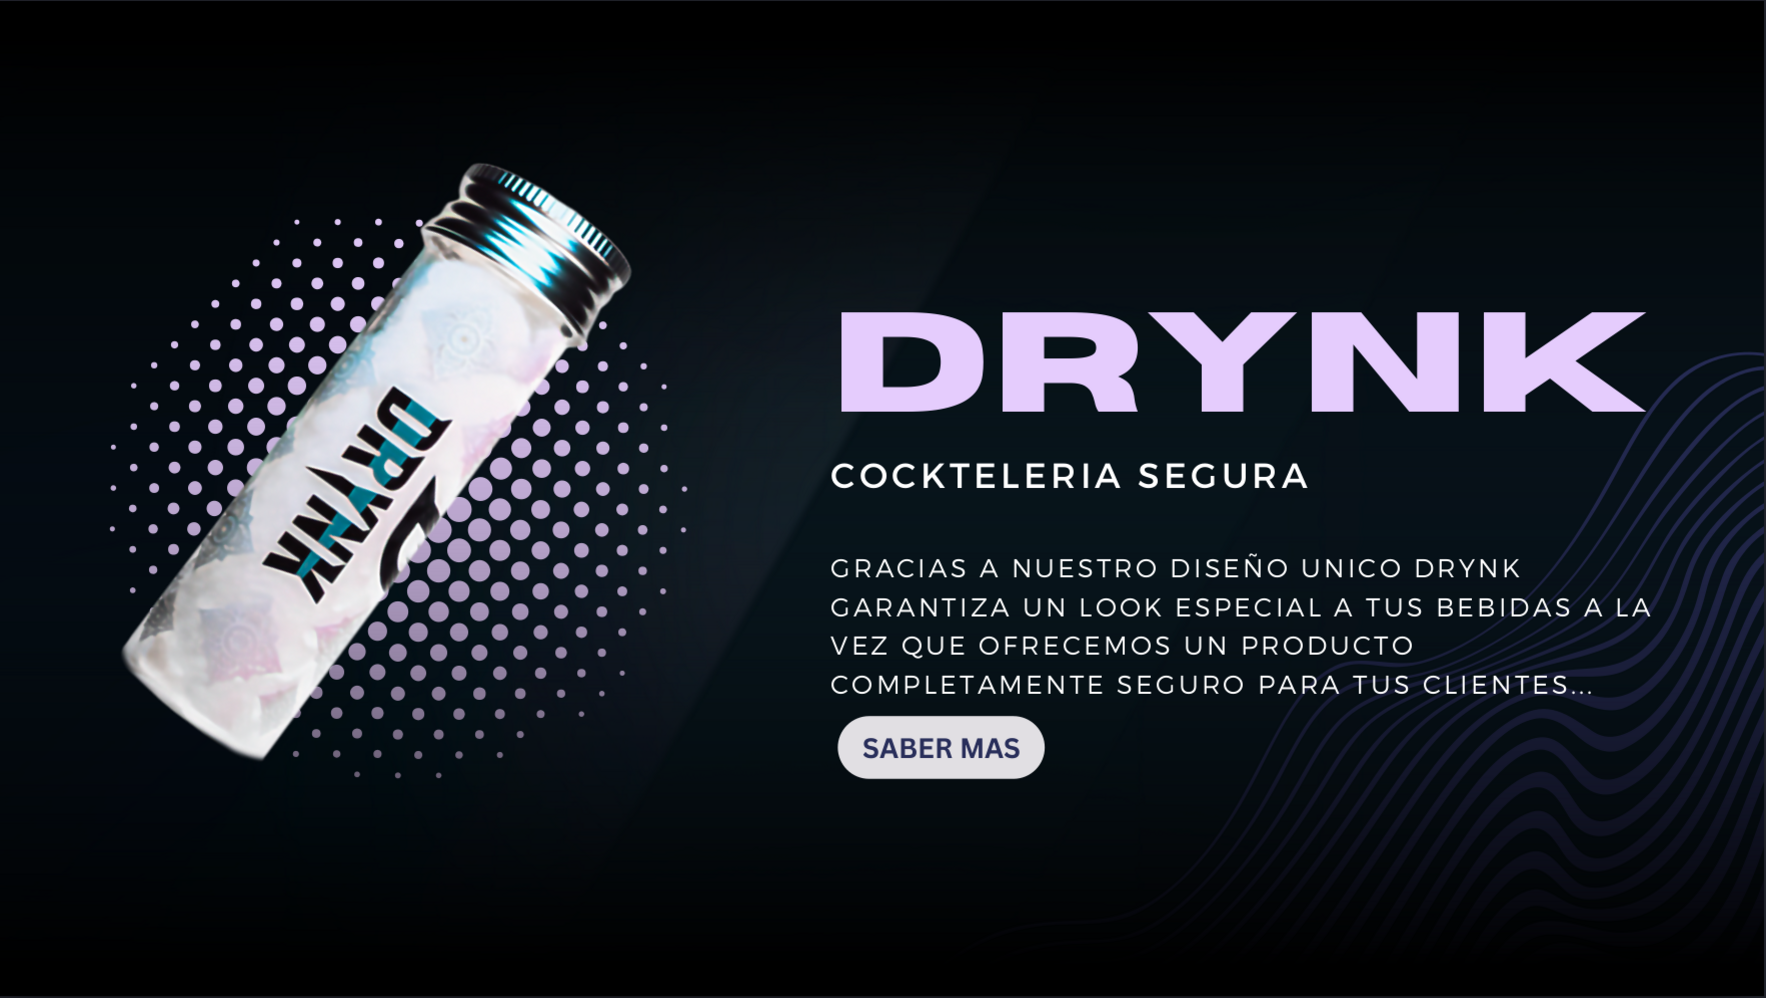 DRYNK
DRYNK
COCKTELERIA SEGURA
GRACIAS A NUESTRO DISEÑO UNICO DRYNK
GARANTIZA UN LOOK ESPECIAL A TUS BEBIDAS A LA
VEZ QUE OFRECEMOS UN PRODUCTO
COMPLETAMENTE SEGURO PARA TUS CLIENTES...
SABER MAS